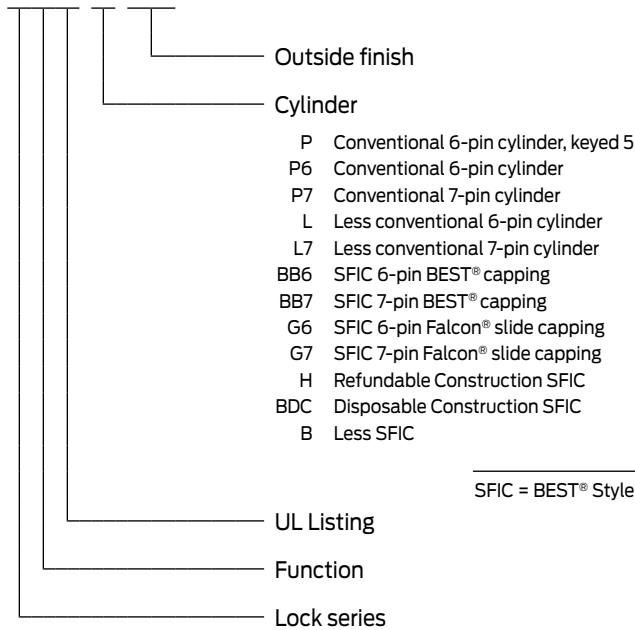 Outside finish
Cylinder
P Conventional 6-pin cylinder, keyed 5
P6 Conventional 6-pin cylinder
P7 Conventional 7-pin cylinder
L Less conventional 6-pin cylinder
L7 Less conventional 7-pin cylinder
BB6 SFIC 6-pin BEST® capping
BB7 SFIC 7-pin BEST® capping
G6 SFIC 6-pin Falcon® slide capping
G7 SFIC 7-pin Falcon® slide capping
H Refundable Construction SFIC
BDC Disposable Construction SFIC
B Less SFIC
SFIC = BEST® Style
UL Listing
Function
Lock series